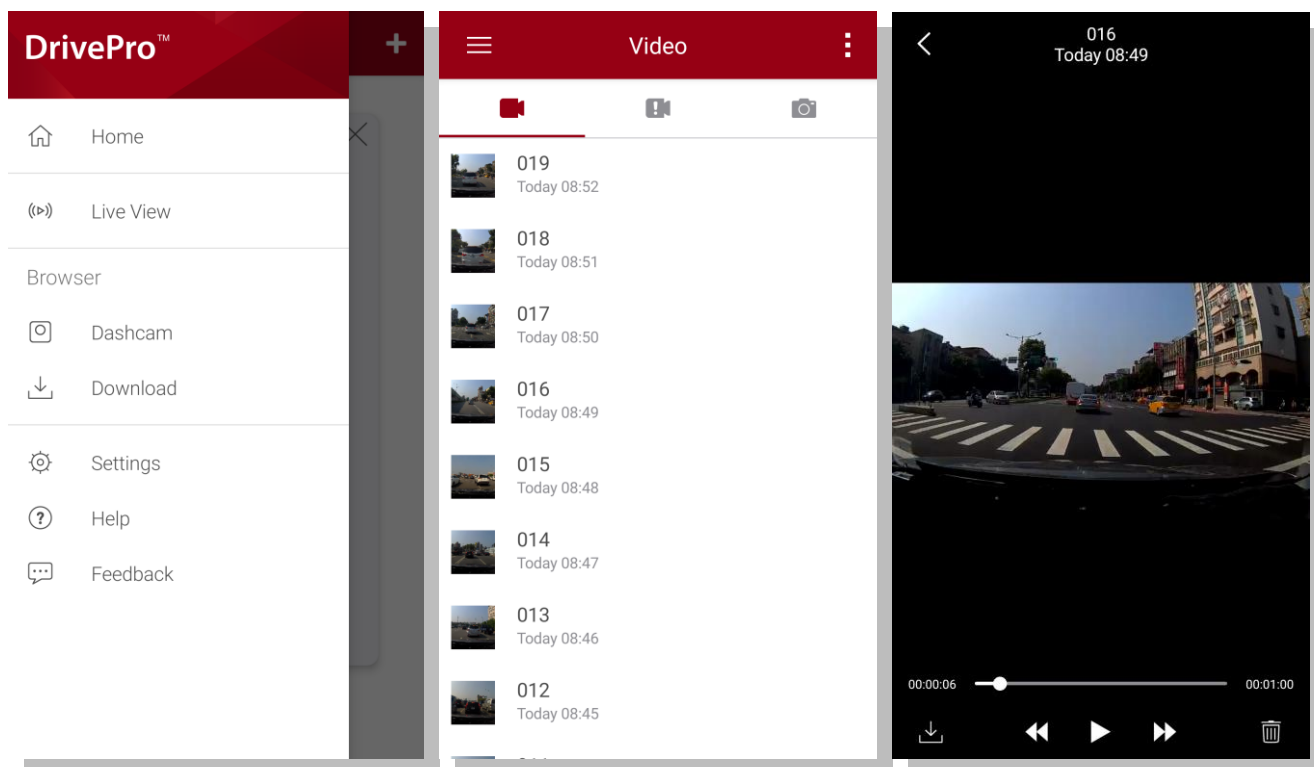 DrivePro™
Home
Live View
Browser
Dashcam
Download
Settings
Help
Feedback
Video
019
Today 08:52
018
Today 08:51
017
Today 08:50
016
Today 08:49
015
Today 08:48
014
Today 08:47
013
Today 08:46
012
Today 08:45
016
Today 08:49
00:00:06
00:01:00